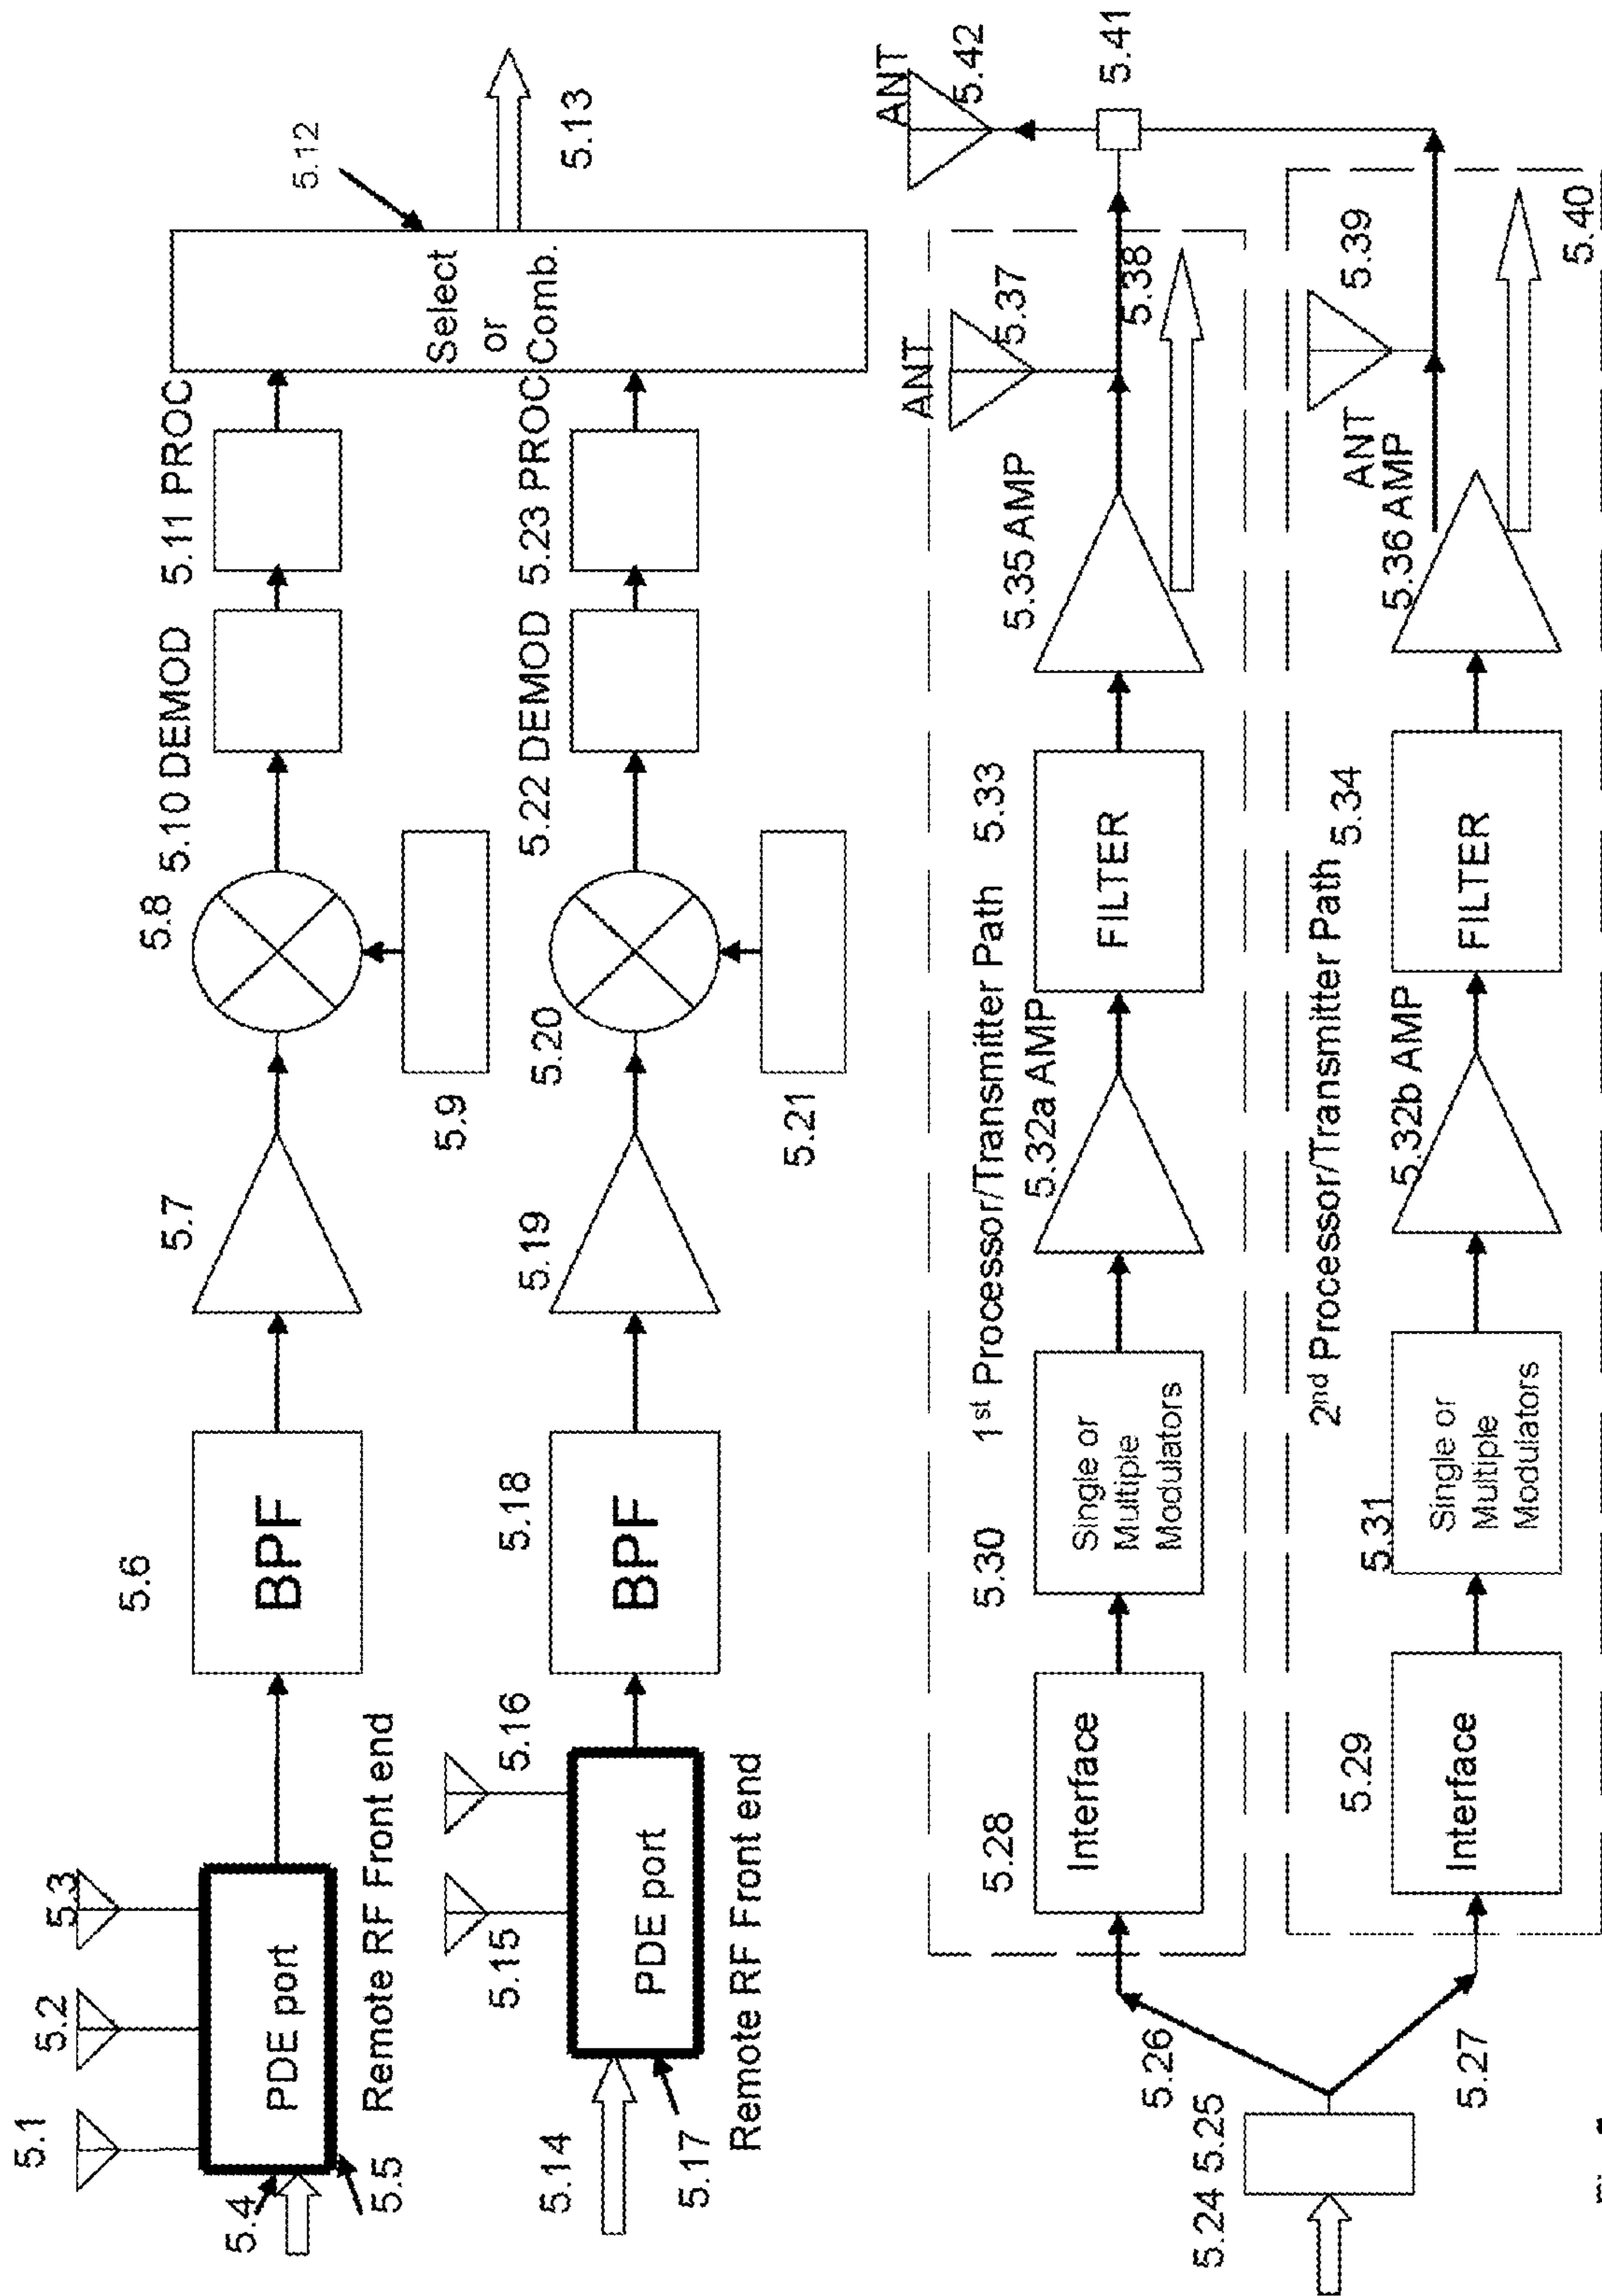 5.1
5.2
5.3
5.4
PDE port
5.5
Remote RF Front end
5.6
BPF
5.7
5.8
5.9
5.10 DEMOD
5.11 PROC
5.12
Select
or
Comb.
5.13
5.14
5.15
5.16
PDE port
5.17
Remote RF Front end
5.18
BPF
5.19
5.20
5.21
5.22 DEMOD
5.23 PROC
5.24
5.25
5.26
5.27
5.28
Interface
5.30
Single or
Multiple
Modulators
1st Processor/Transmitter Path
5.32a AMP
5.33
FILTER
5.35 AMP
ANT
5.37
5.38
ANT
5.42
5.41
5.29
Interface
5.31
Single or
Multiple
Modulators
2nd Processor/Transmitter Path
5.32b AMP
5.34
FILTER
5.36 AMP
ANT
5.39
5.40